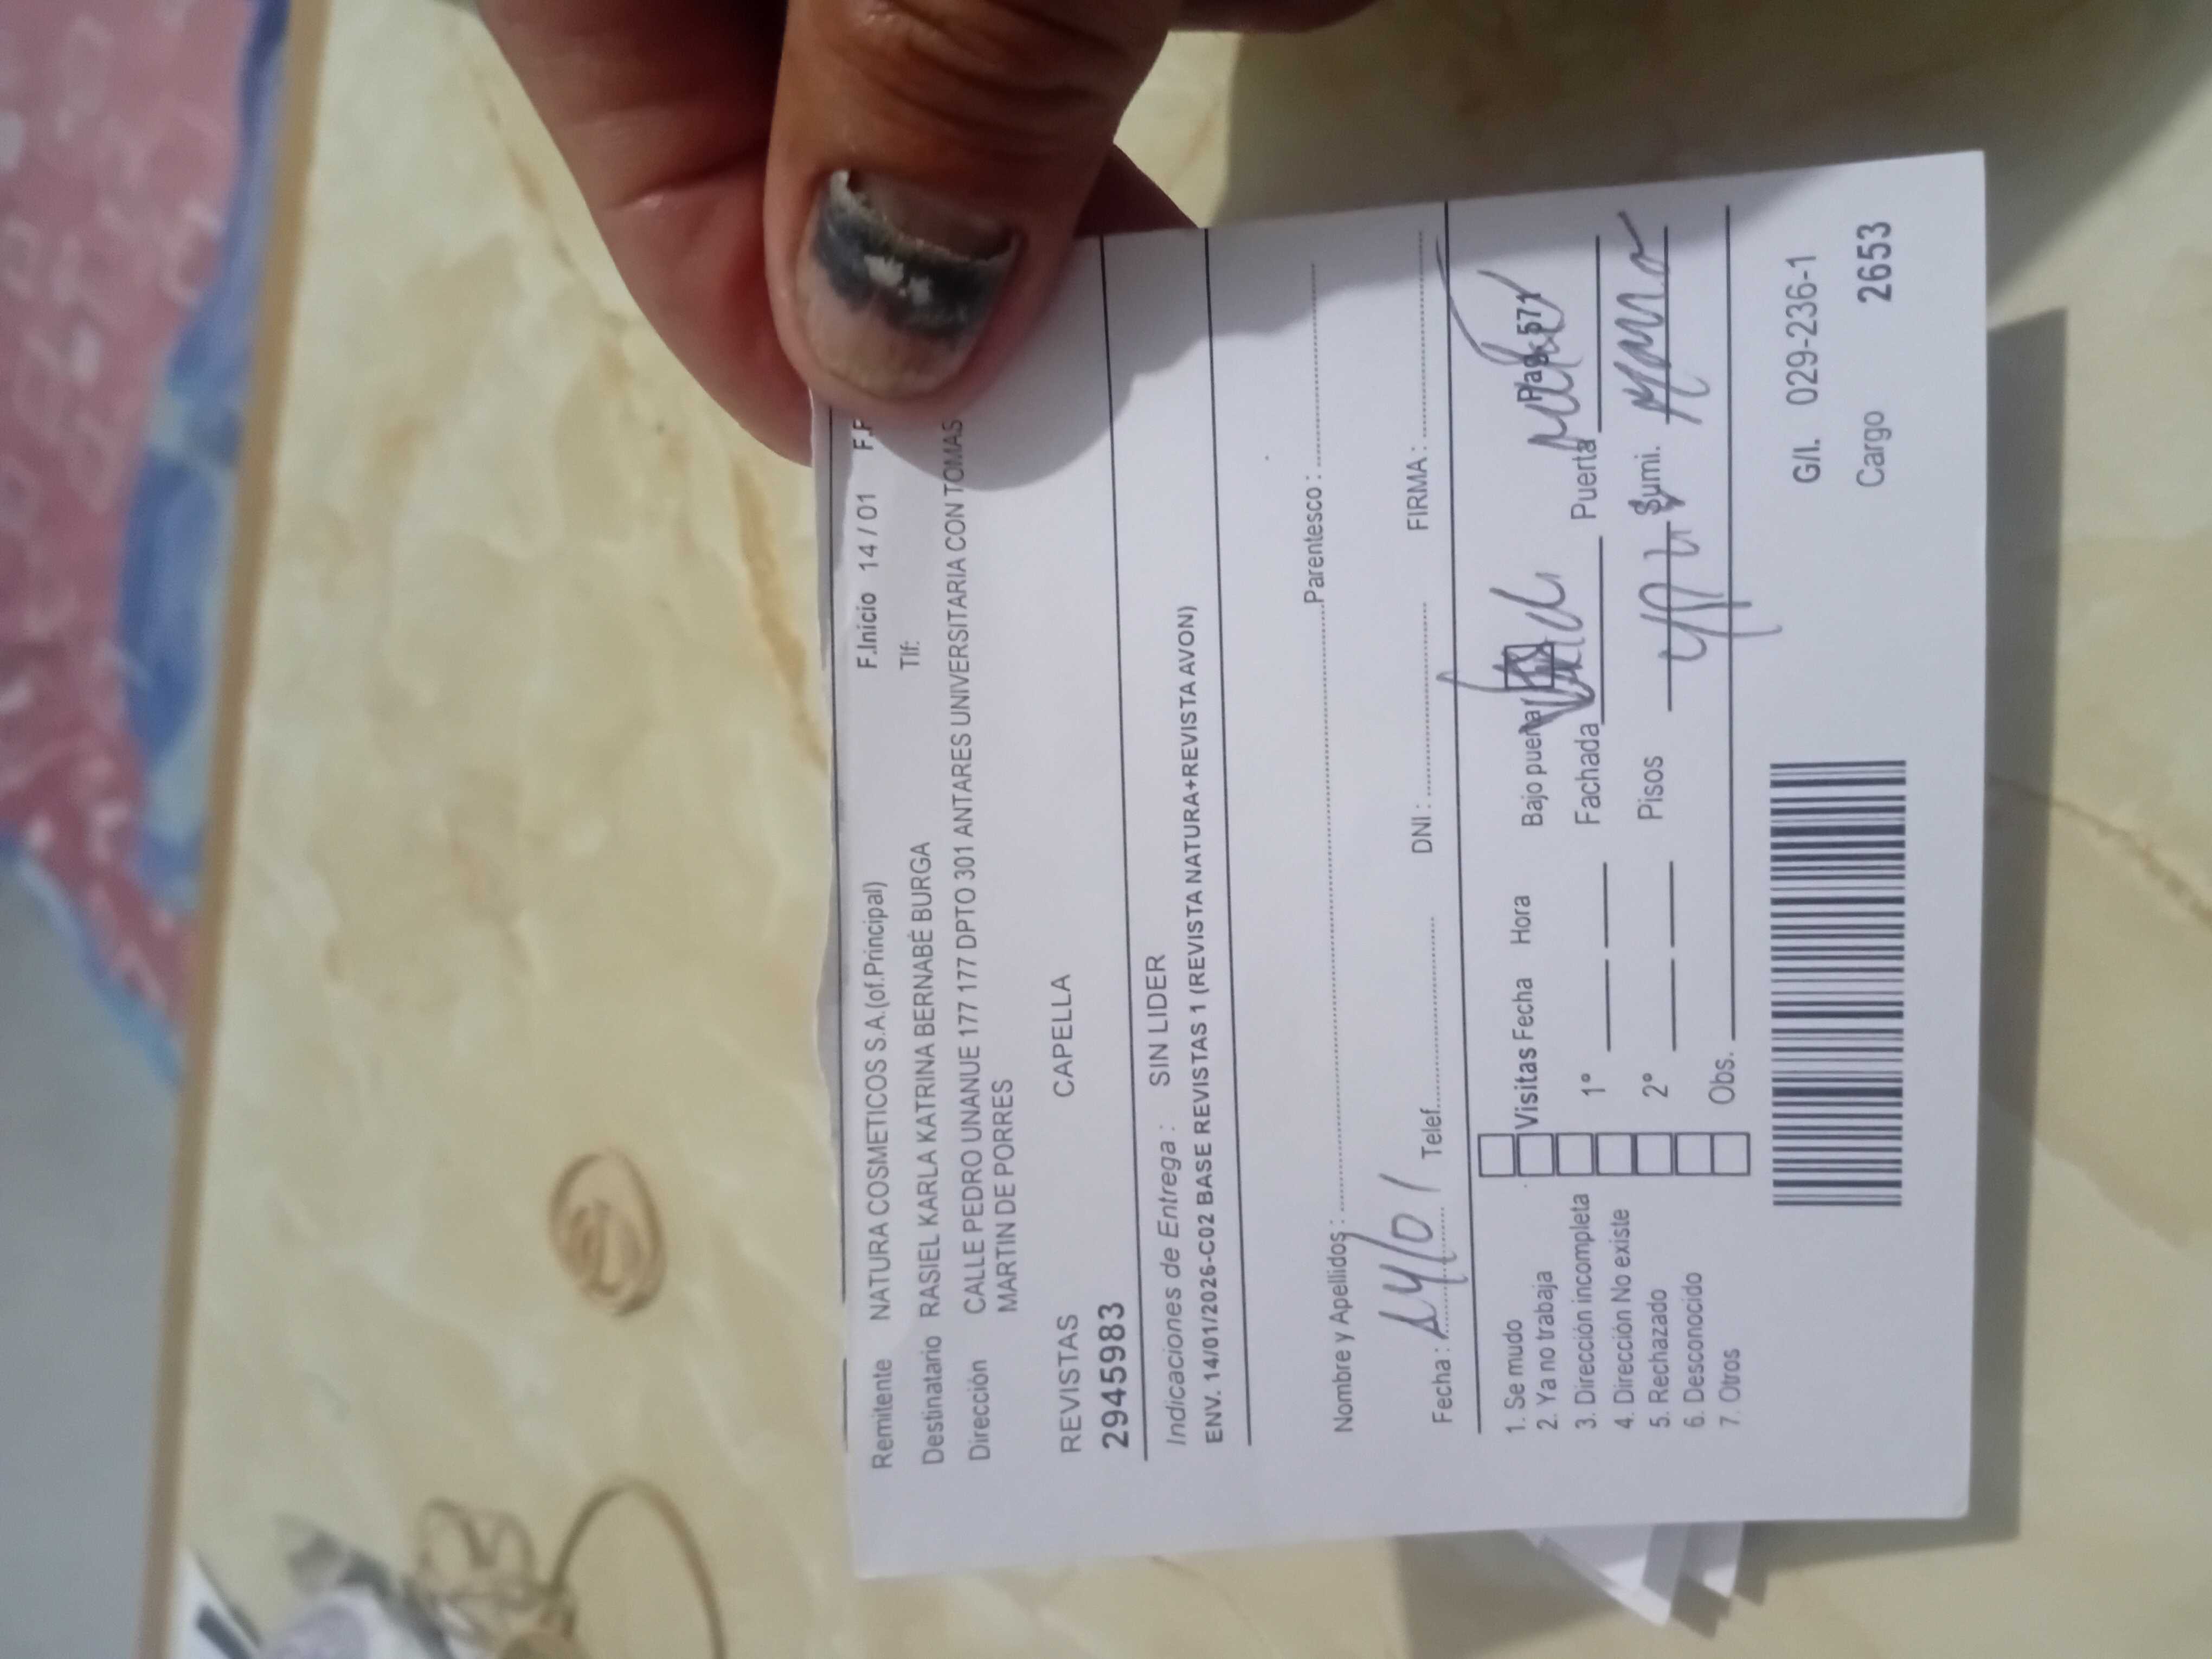 Remitente NATURA COSMETICOS S.A.(of.Principal) F.Inicio 14 / 01
Destinatario RASIEL KARLA KATRINA BERNABÉ BURGA Tlf:
Dirección CALLE PEDRO UNANUE 177 177 DPTO 301 ANTARES UNIVERSITARIA CON TOMAS
MARTIN DE PORRES
REVISTAS CAPELLA
2945983
Indicaciones de Entrega : SIN LIDER
ENV. 14/01/2026-C02 BASE REVISTAS 1 (REVISTA NATURA+REVISTA AVON)
Nombre y Apellidos : Parentesco :
Fecha : 14/01 Telef. DNI : FIRMA :
1. Se mudo Visitas Fecha Hora Bajo puerta Pag. 571
2. Ya no trabaja
3. Dirección incompleta 1° Fachada Puerta
4. Dirección No existe
5. Rechazado 2° Pisos Sumi.
6. Desconocido
7. Otros Obs.
G/I. 029-236-1
Cargo 2653